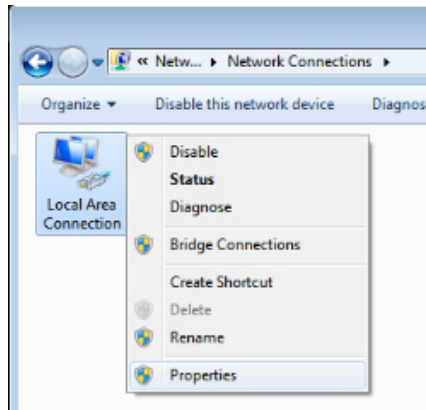 « Netw... ▸ Network Connections ▸
Organize ▾ Disable this network device Diagnos
Local Area
Connection
Disable
Status
Diagnose
Bridge Connections
Create Shortcut
Delete
Rename
Properties